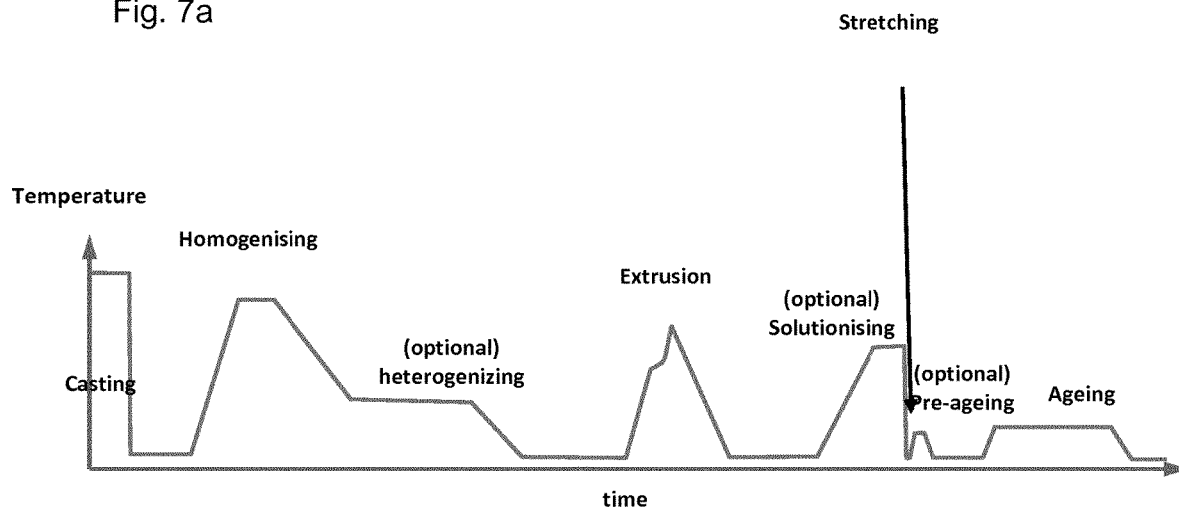 Fig. 7a
Stretching
Temperature
Homogenising
Extrusion
(optional)
Solutionising
(optional)
heterogenizing
(optional)
Pre-ageing
Ageing
Casting
time